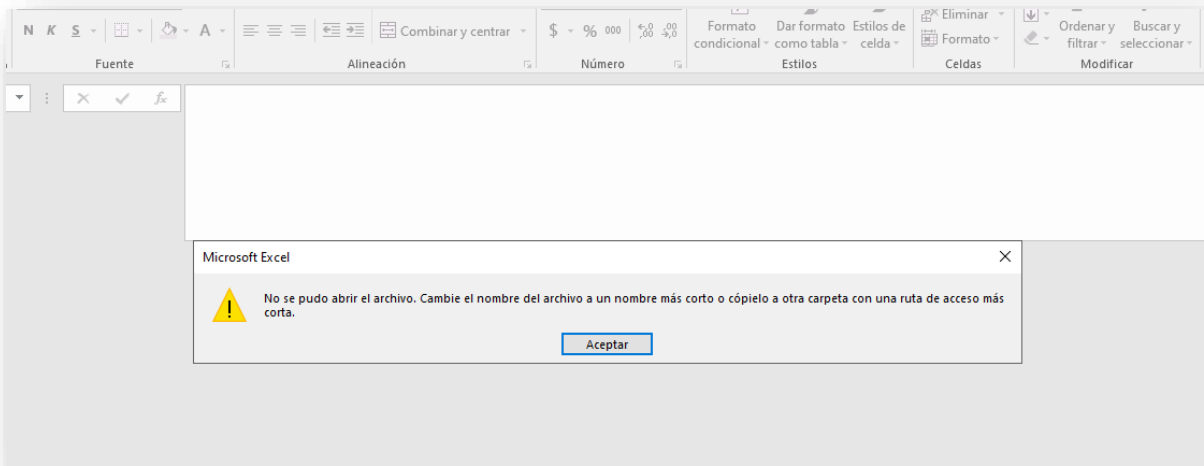 N K S A Combinar y centrar $ % 000 Formato Dar formato Estilos de Eliminar Ordenar y Buscar y
condicional como tabla celda Formato filtrar seleccionar
Fuente Alineación Número Estilos Celdas Modificar
fx
Microsoft Excel
No se pudo abrir el archivo. Cambie el nombre del archivo a un nombre más corto o cópielo a otra carpeta con una ruta de acceso más
corta.
Aceptar